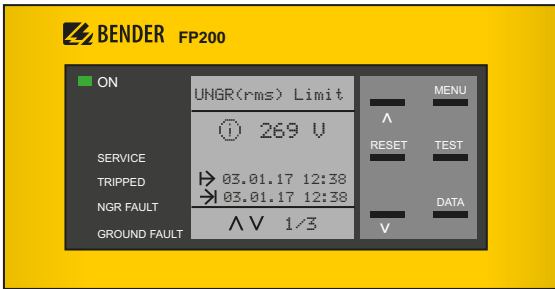 BENDER FP200
ON
UNGR(rms) Limit
i 269 V
03.01.17 12:38
03.01.17 12:38
1/3
SERVICE
TRIPPED
NGR FAULT
GROUND FAULT
MENU
RESET
TEST
DATA